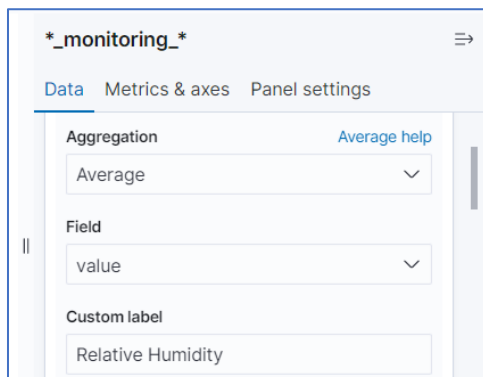 *_monitoring_*
Data Metrics & axes Panel settings
Aggregation Average help
Average
Field
value
Custom label
Relative Humidity